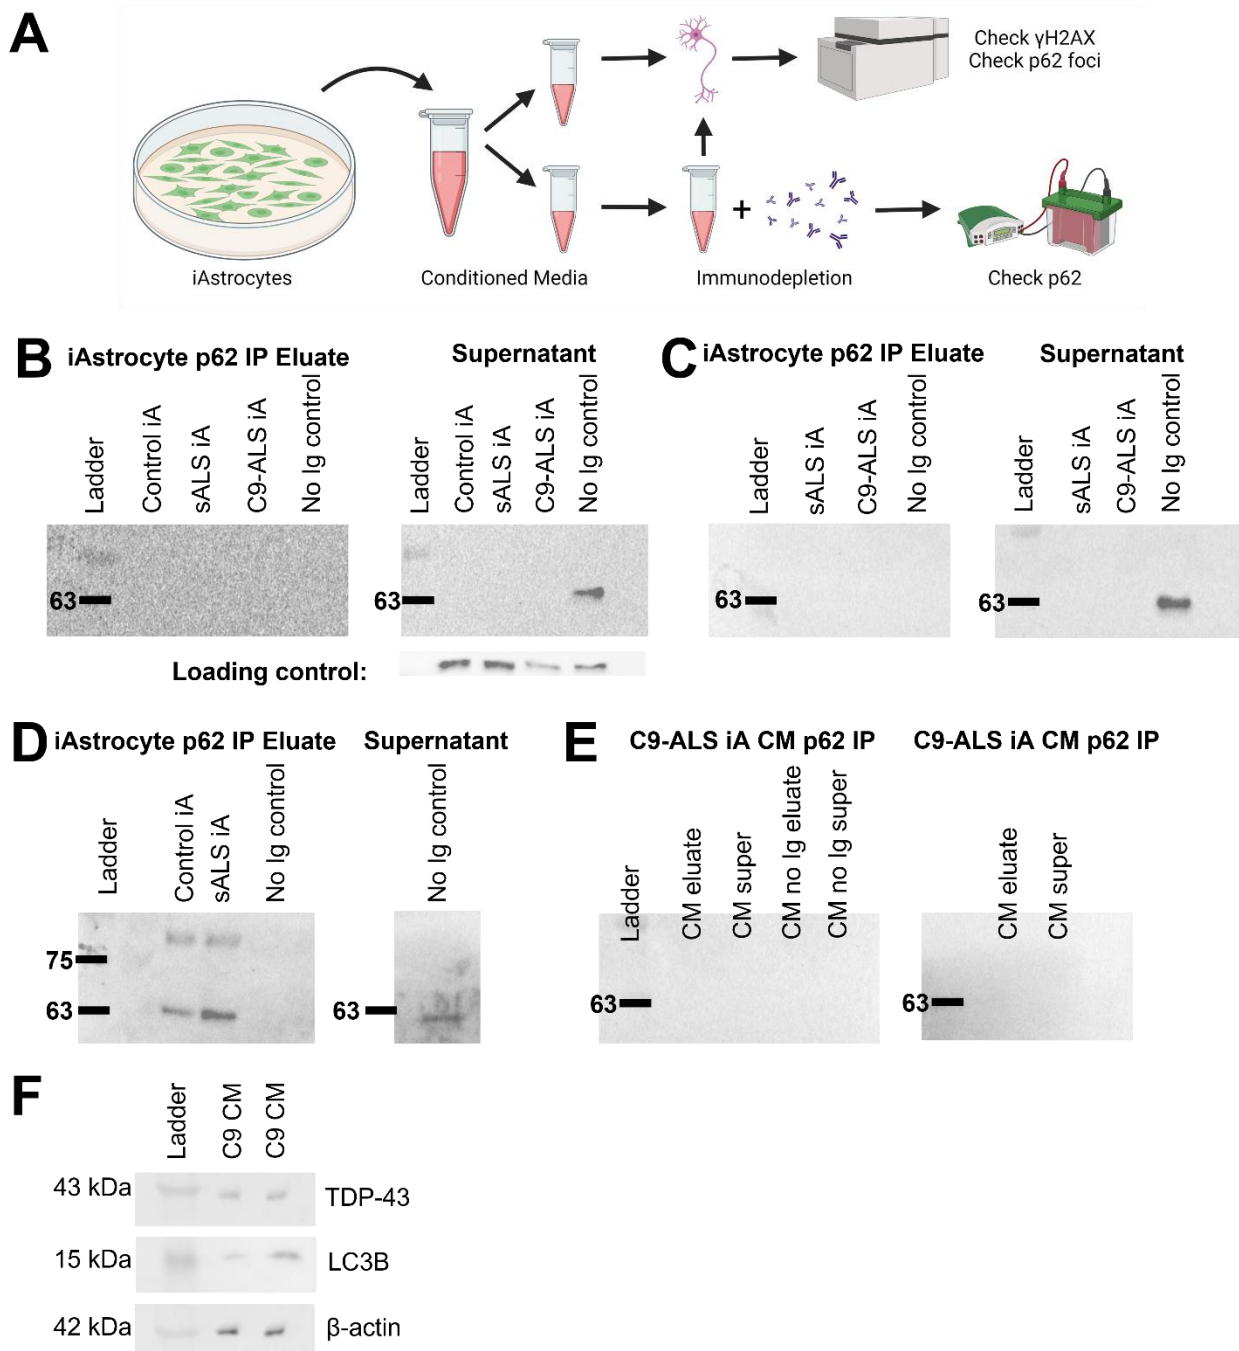 A
Check γH2AX
Check p62 foci
iAstrocytes
Conditioned Media
Immunodepletion
Check p62
B
iAstrocyte p62 IP Eluate
Supernatant
Ladder
Control iA
sALS iA
C9-ALS iA
No Ig control
Ladder
Control iA
sALS iA
C9-ALS iA
No Ig control
63
63
Loading control:
C
iAstrocyte p62 IP Eluate
Supernatant
Ladder
sALS iA
C9-ALS iA
No Ig control
Ladder
sALS iA
C9-ALS iA
No Ig control
63
63
D
iAstrocyte p62 IP Eluate
Supernatant
Ladder
Control iA
sALS iA
No Ig control
No Ig control
75
63
63
E
C9-ALS iA CM p62 IP
C9-ALS iA CM p62 IP
Ladder
CM eluate
CM super
CM no Ig eluate
CM no Ig super
CM eluate
CM super
63
63
F
Ladder
C9 CM
C9 CM
43 kDa
TDP-43
15 kDa
LC3B
42 kDa
β-actin